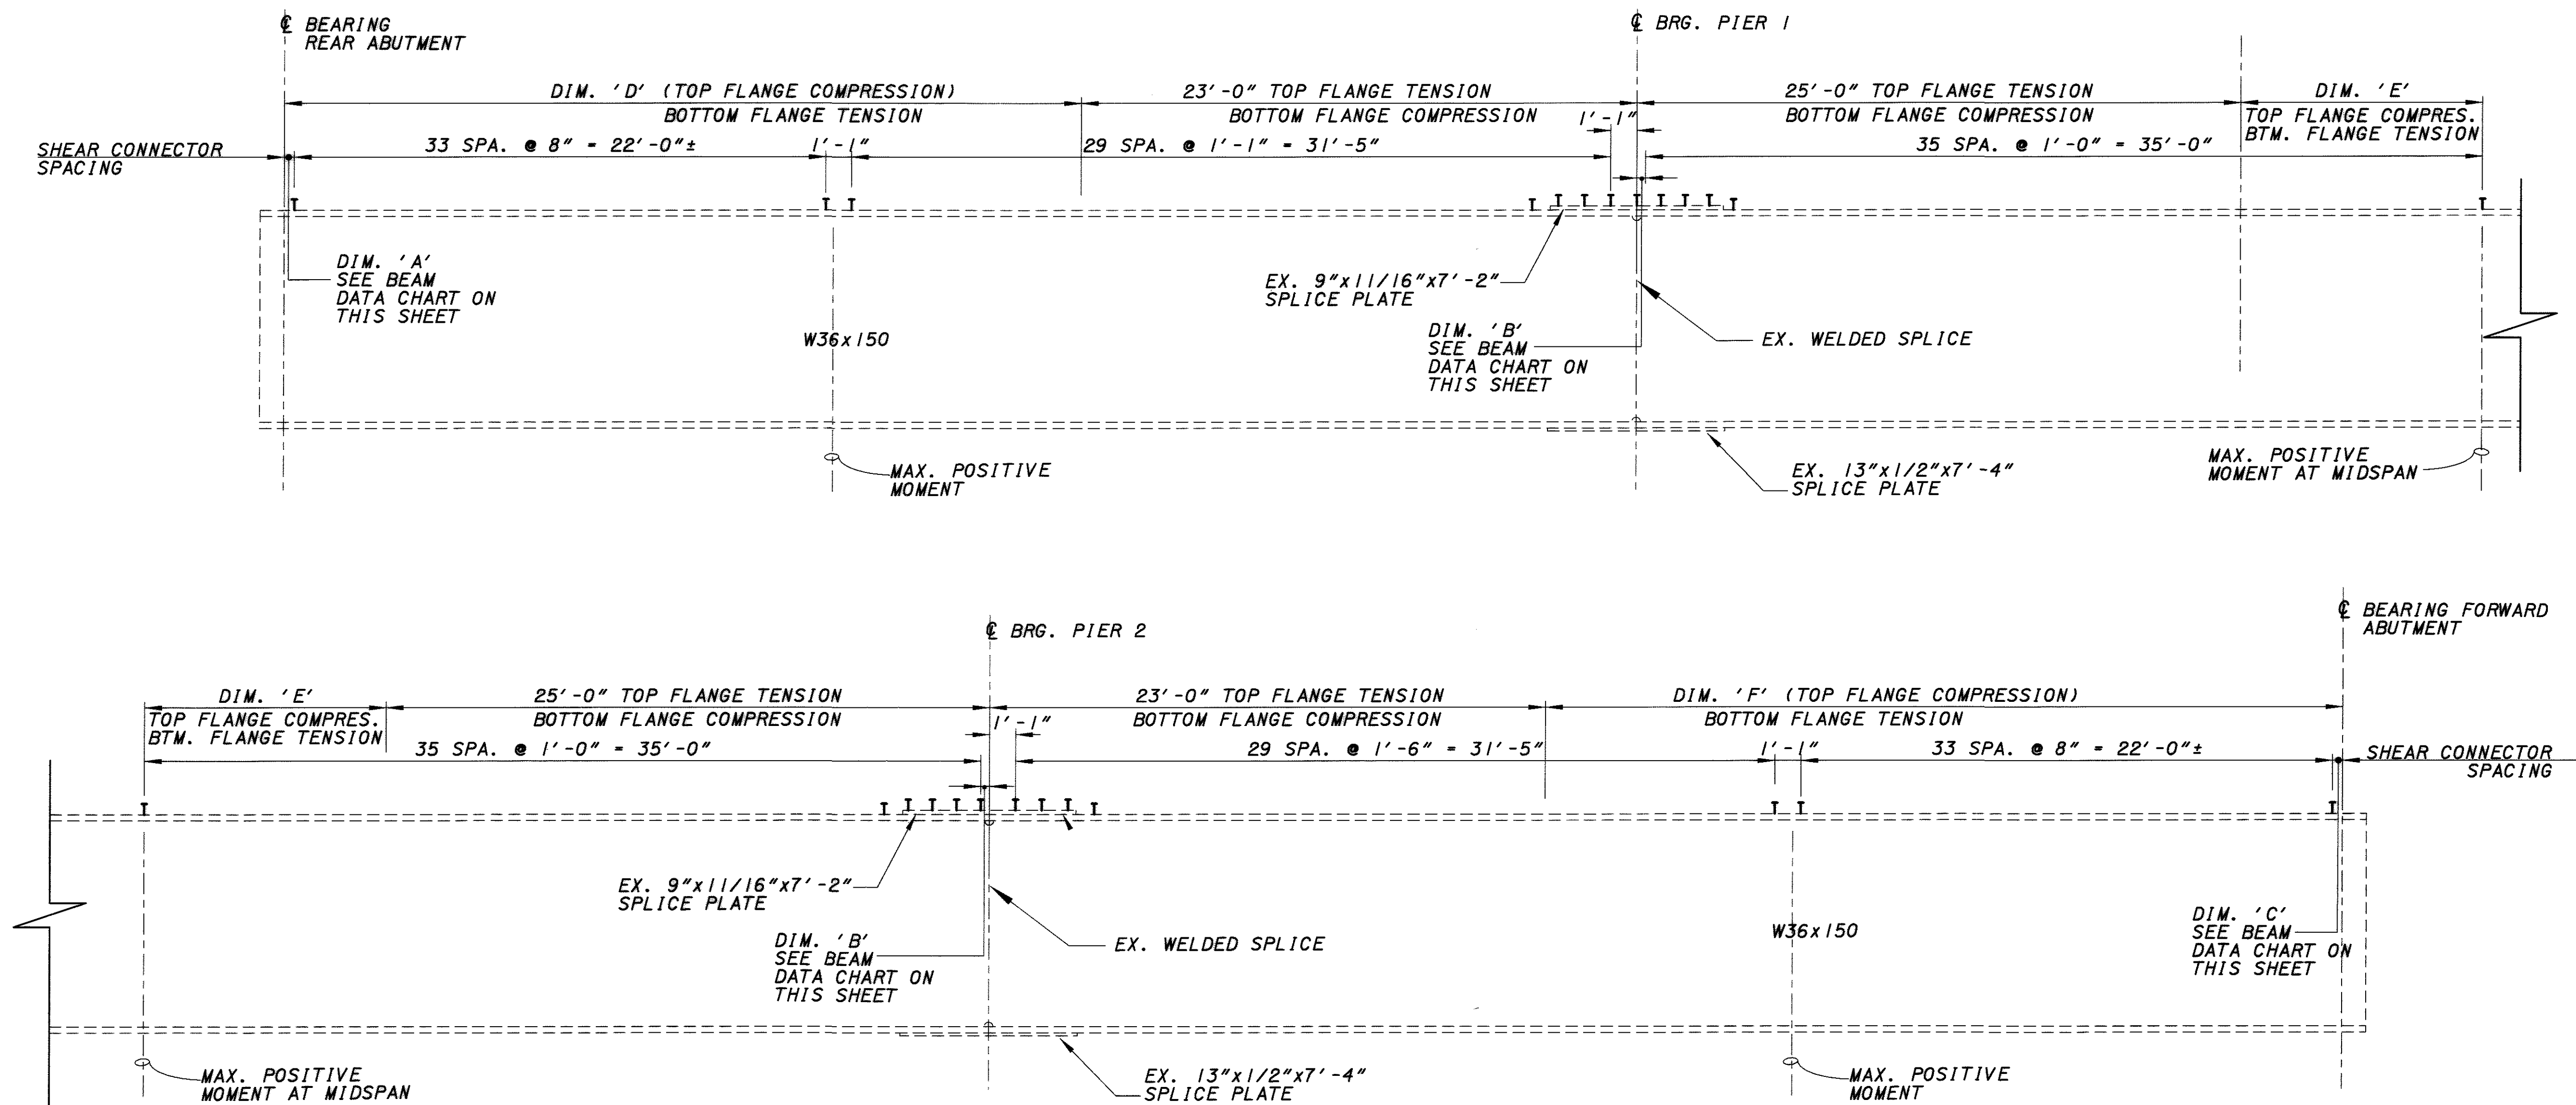 ℄ BEARING
REAR ABUTMENT
℄ BRG. PIER 1
DIM. 'D' (TOP FLANGE COMPRESSION)
BOTTOM FLANGE TENSION
23'-0" TOP FLANGE TENSION
BOTTOM FLANGE COMPRESSION
25'-0" TOP FLANGE TENSION
BOTTOM FLANGE COMPRESSION
DIM. 'E'
TOP FLANGE COMPRES.
BTM. FLANGE TENSION
SHEAR CONNECTOR
SPACING
33 SPA. @ 8" = 22'-0"±
1'-1"
29 SPA. @ 1'-1" = 31'-5"
1'-1"
35 SPA. @ 1'-0" = 35'-0"
DIM. 'A'
SEE BEAM
DATA CHART ON
THIS SHEET
W36x150
EX. 9"x11/16"x7'-2"
SPLICE PLATE
DIM. 'B'
SEE BEAM
DATA CHART ON
THIS SHEET
EX. WELDED SPLICE
MAX. POSITIVE
MOMENT
EX. 13"x1/2"x7'-4"
SPLICE PLATE
MAX. POSITIVE
MOMENT AT MIDSPAN
℄ BRG. PIER 2
℄ BEARING FORWARD
ABUTMENT
DIM. 'E'
TOP FLANGE COMPRES.
BTM. FLANGE TENSION
25'-0" TOP FLANGE TENSION
BOTTOM FLANGE COMPRESSION
23'-0" TOP FLANGE TENSION
BOTTOM FLANGE COMPRESSION
DIM. 'F' (TOP FLANGE COMPRESSION)
BOTTOM FLANGE TENSION
35 SPA. @ 1'-0" = 35'-0"
1'-1"
29 SPA. @ 1'-6" = 31'-5"
1'-1"
33 SPA. @ 8" = 22'-0"±
SHEAR CONNECTOR
SPACING
EX. 9"x11/16"x7'-2"
SPLICE PLATE
DIM. 'B'
SEE BEAM
DATA CHART ON
THIS SHEET
EX. WELDED SPLICE
W36x150
DIM. 'C'
SEE BEAM
DATA CHART ON
THIS SHEET
MAX. POSITIVE
MOMENT AT MIDSPAN
EX. 13"x1/2"x7'-4"
SPLICE PLATE
MAX. POSITIVE
MOMENT